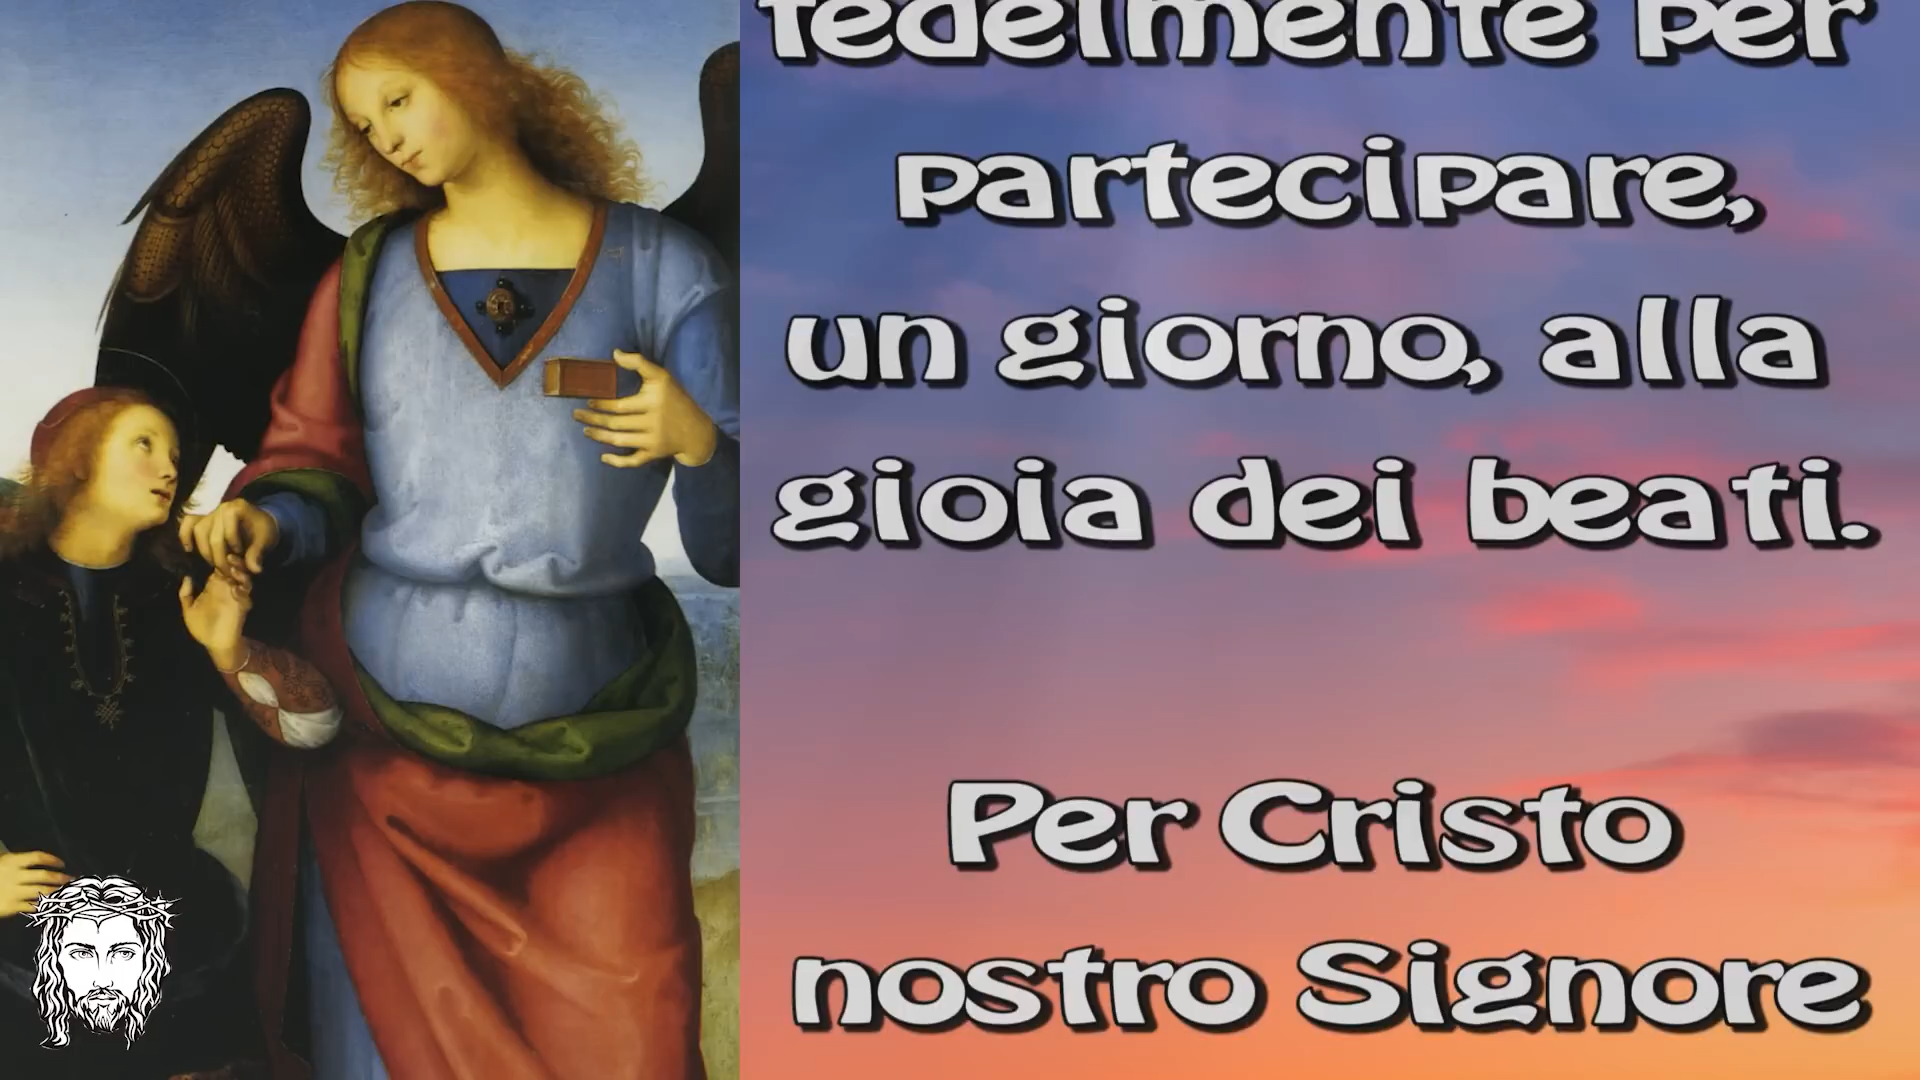 fedelmente per
partecipare,
un giorno, alla
gioia dei beati.
Per Cristo
nostro Signore